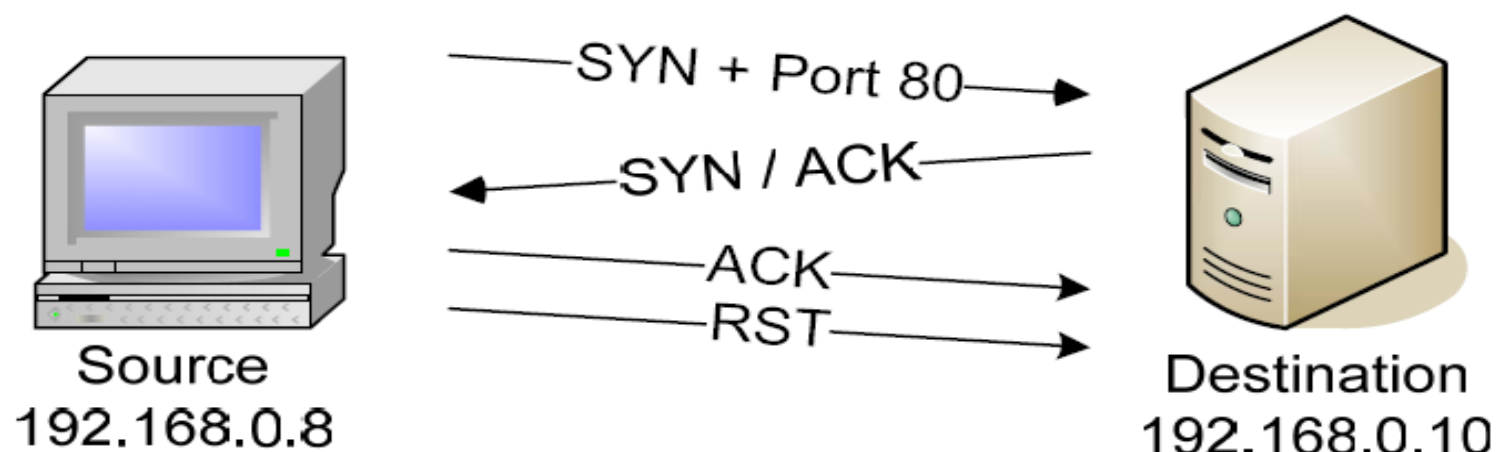 SYN + Port 80
SYN / ACK
ACK
RST
Source
192.168.0.8
Destination
192.168.0.10